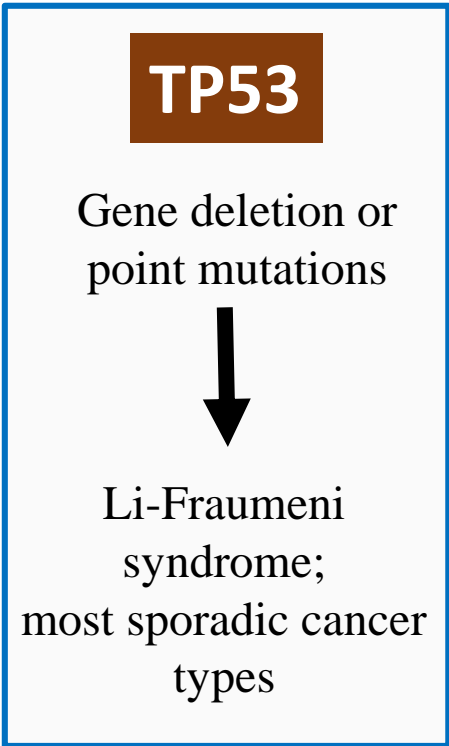 TP53
Gene deletion or
point mutations
Li-Fraumeni
syndrome;
most sporadic cancer
types